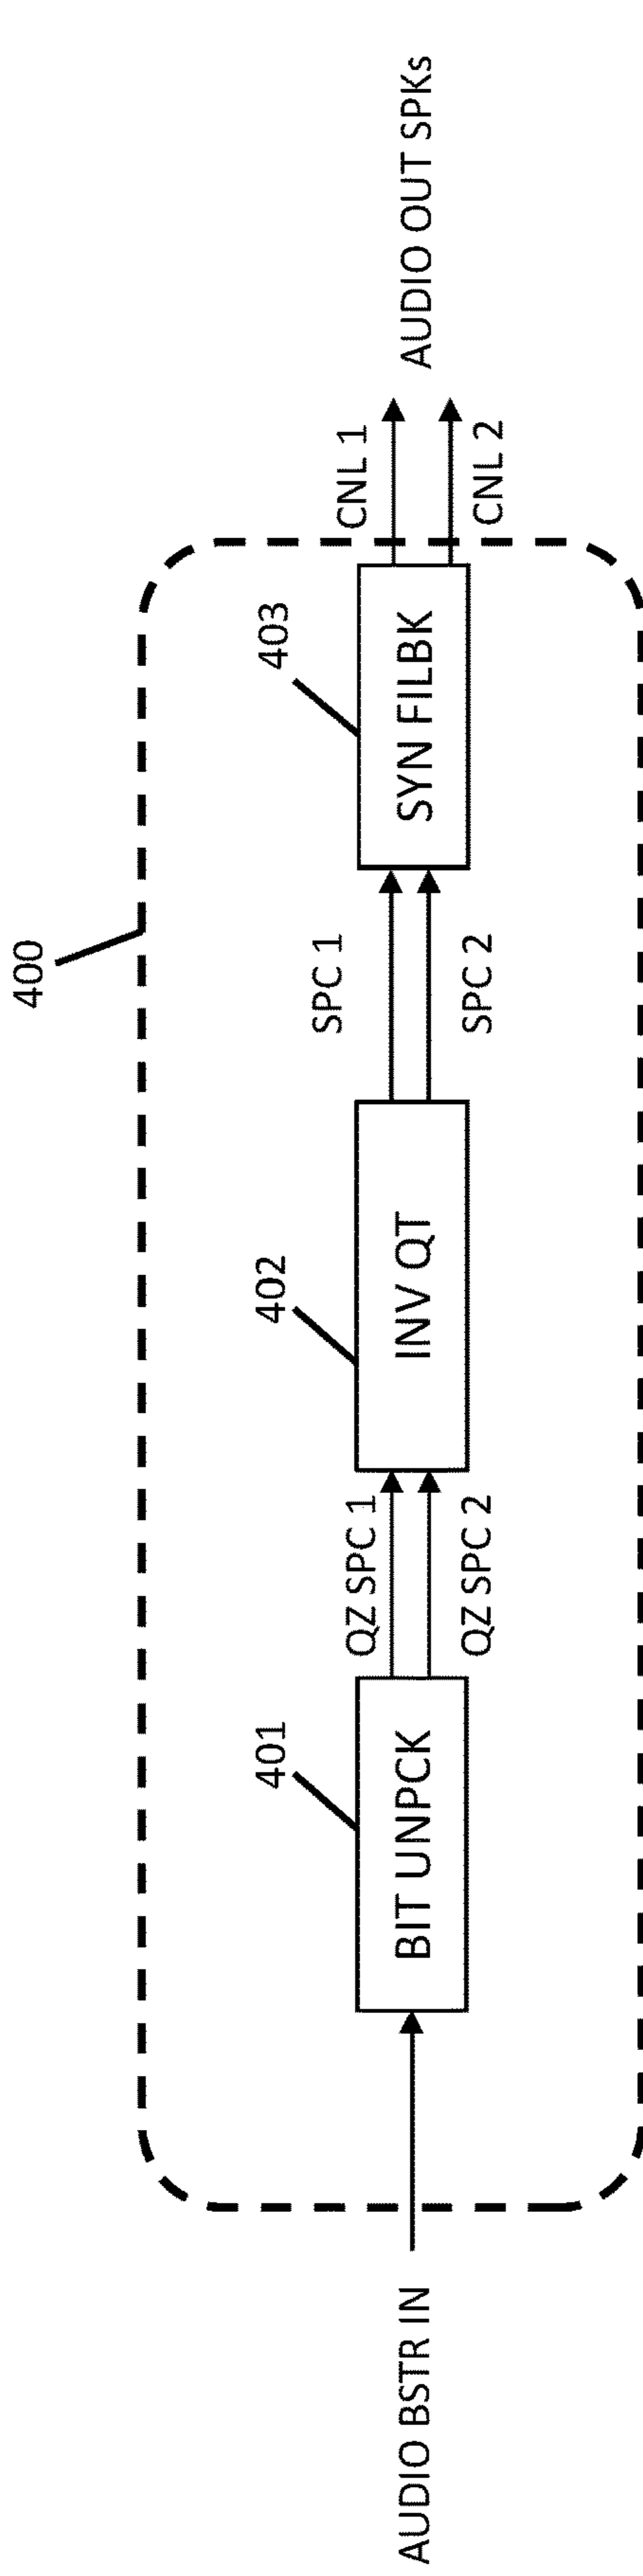 400
AUDIO BSTR IN
401
BIT UNPCK
QZ SPC 1
QZ SPC 2
402
INV QT
SPC 1
SPC 2
403
SYN FILBK
CNL 1
CNL 2
AUDIO OUT SPKs